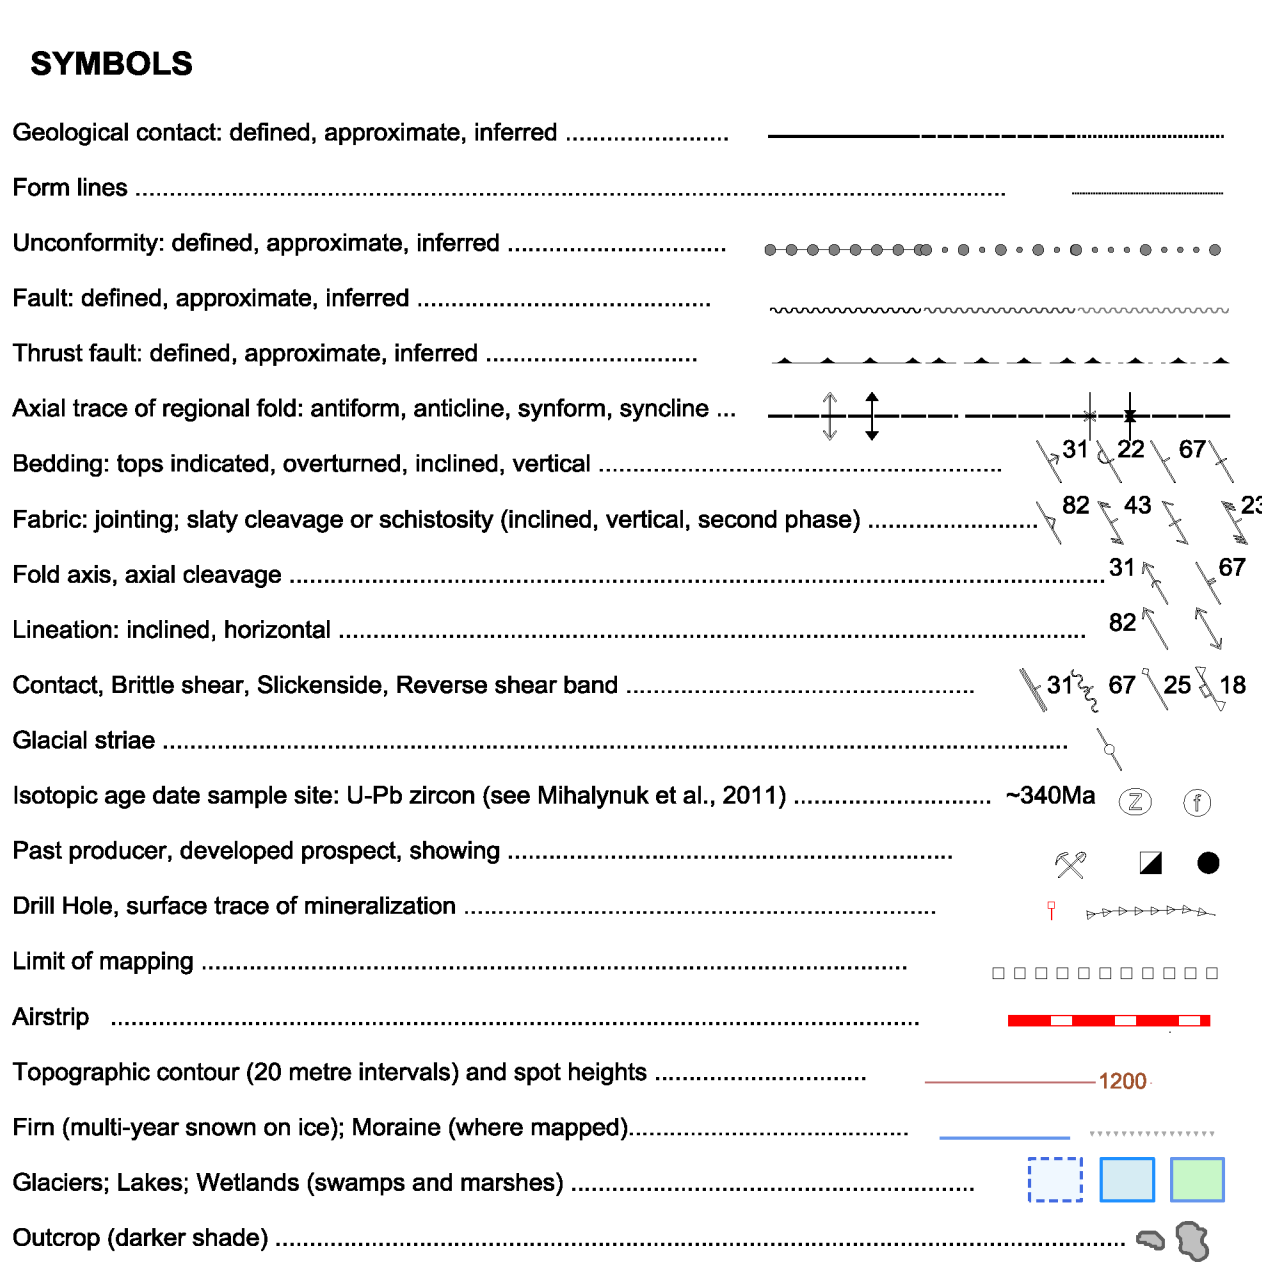 SYMBOLS
Geological contact: defined, approximate, inferred ........................
Form lines ................................................................................................................................
Unconformity: defined, approximate, inferred ................................
Fault: defined, approximate, inferred ...........................................
Thrust fault: defined, approximate, inferred ...............................
Axial trace of regional fold: antiform, anticline, synform, syncline ...
Bedding: tops indicated, overturned, inclined, vertical ........................................................... 31 22 67
Fabric: jointing; slaty cleavage or schistosity (inclined, vertical, second phase) ......................... 82 43 23
Fold axis, axial cleavage ........................................................................................................................ 31 67
Lineation: inclined, horizontal .............................................................................................................. 82
Contact, Brittle shear, Slickenside, Reverse shear band ................................................... 31 67 25 18
Glacial striae .....................................................................................................................................
Isotopic age date sample site: U-Pb zircon (see Mihalynuk et al., 2011) ............................. ~340Ma Z f
Past producer, developed prospect, showing .................................................................
Drill Hole, surface trace of mineralization .....................................................................
Limit of mapping ........................................................................................................
Airstrip .......................................................................................................................
Topographic contour (20 metre intervals) and spot heights ............................... 1200
Firn (multi-year snown on ice); Moraine (where mapped).........................................
Glaciers; Lakes; Wetlands (swamps and marshes) ...........................................................
Outcrop (darker shade) .............................................................................................................................